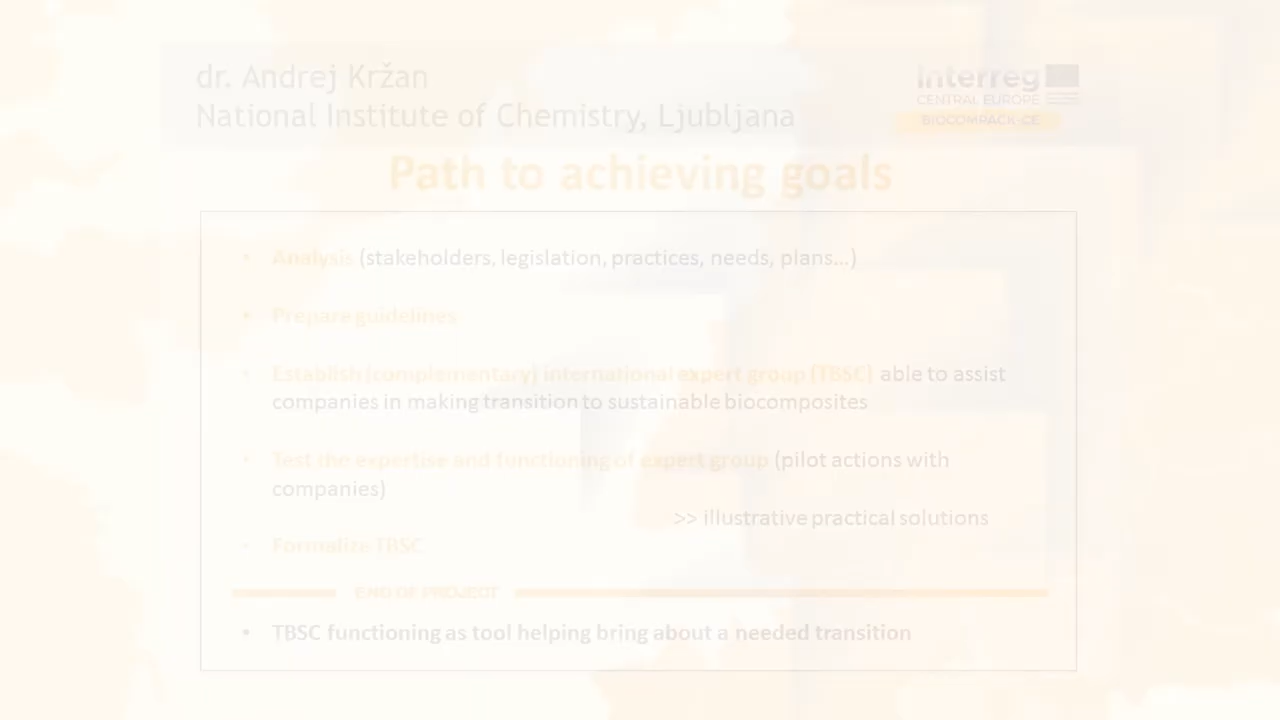 dr. Andrej Kržan
National Institute of Chemistry, Ljubljana
Interreg
CENTRAL EUROPE
BIOCOMPACK-CE
Path to achieving goals
• Analysis (stakeholders, legislation, practices, needs, plans...)
• Prepare guidelines
• Establish (complementary) international expert group (TBSC) able to assist
companies in making transition to sustainable biocomposites
• Test the expertise and functioning of expert group (pilot actions with
companies)
>> illustrative practical solutions
• Formalize TBSC
END OF PROJECT
• TBSC functioning as tool helping bring about a needed transition